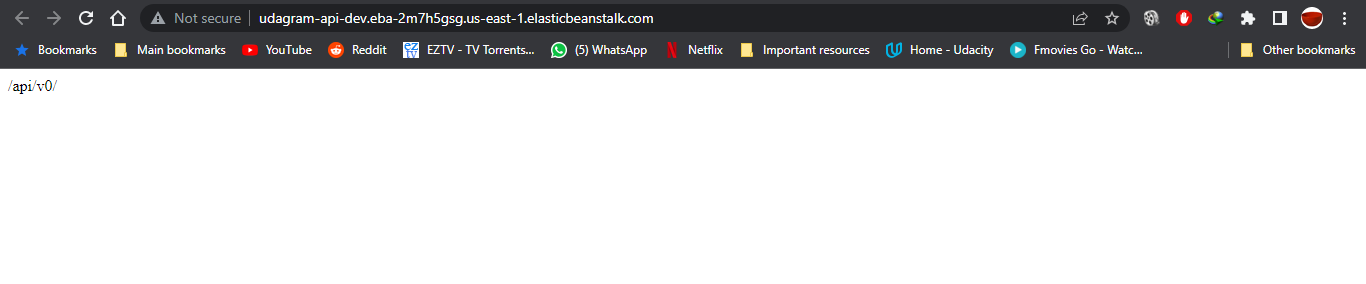 Not secure udagram-api-dev.eba-2m7h5gsg.us-east-1.elasticbeanstalk.com
Bookmarks Main bookmarks YouTube Reddit EZTV - TV Torrents... (5) WhatsApp Netflix Important resources Home - Udacity Fmovies Go - Watc... Other bookmarks
/api/v0/